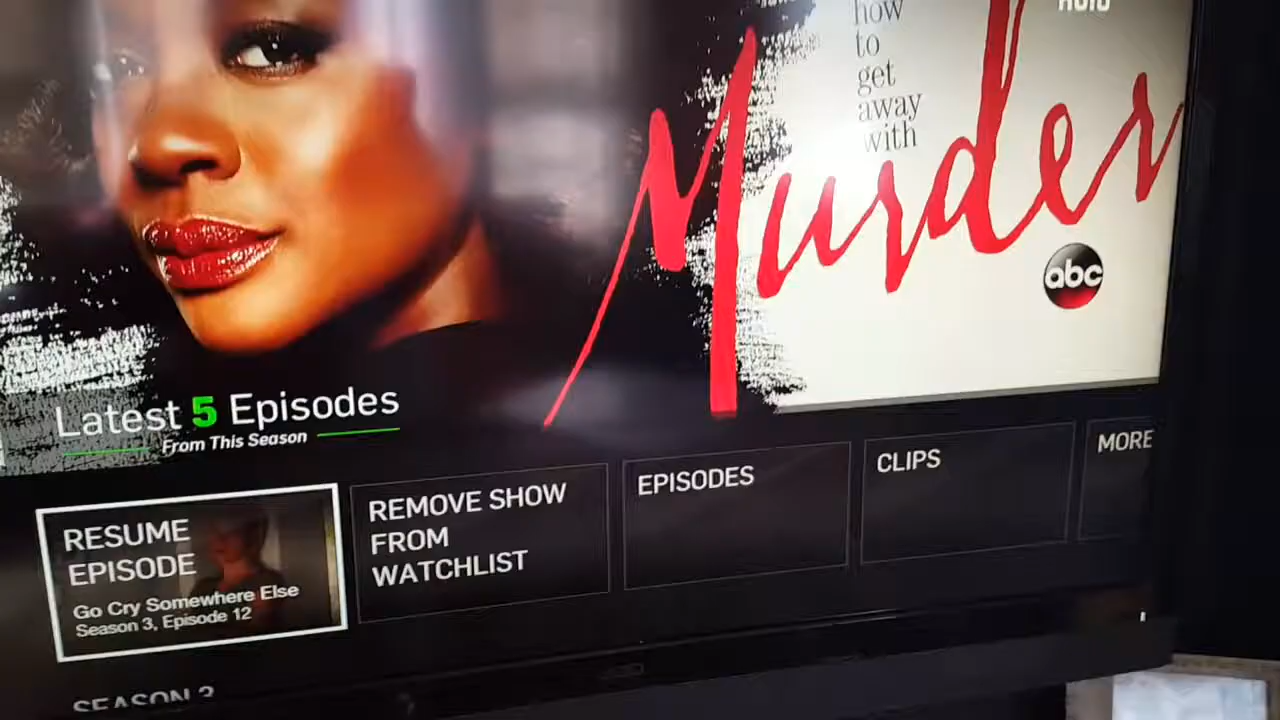 hulu
how
to
get
away
with
Murder
abc
Latest 5 Episodes
From This Season
RESUME
EPISODE
Go Cry Somewhere Else
Season 3, Episode 12
REMOVE SHOW
FROM
WATCHLIST
EPISODES
CLIPS
MORE
SEASON 3